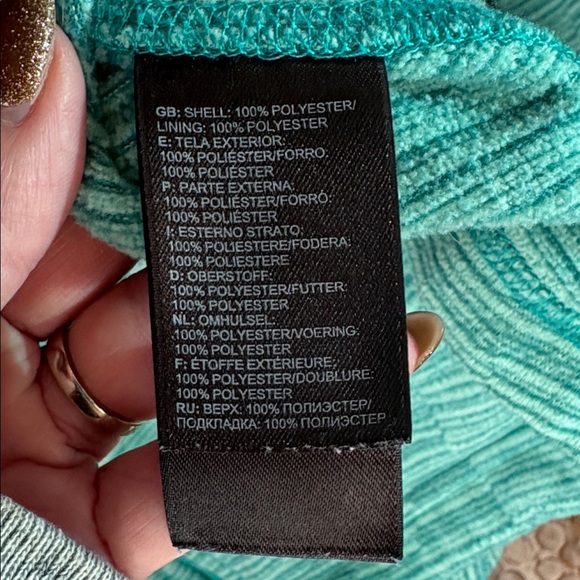 GB: SHELL: 100% POLYESTER/
LINING: 100% POLYESTER
E: TELA EXTERIOR:
100% POLIÉSTER/FORRO:
100% POLIÉSTER
P: PARTE EXTERNA:
100% POLIÉSTER/FORRÓ:
100% POLIÉSTER
I: ESTERNO STRATO:
100% POLIESTERE/FODERA:
100% POLIESTERE
D: OBERSTOFF:
100% POLYESTER/FUTTER:
100% POLYESTER
NL: OMHULSEL:
100% POLYESTER/VOERING:
100% POLYESTER
F: ÉTOFFE EXTÉRIEURE:
100% POLYESTER/DOUBLURE:
100% POLYESTER
RU: ВЕРХ: 100% ПОЛИЭСТЕР/
ПОДКЛАДКА: 100% ПОЛИЭСТЕР